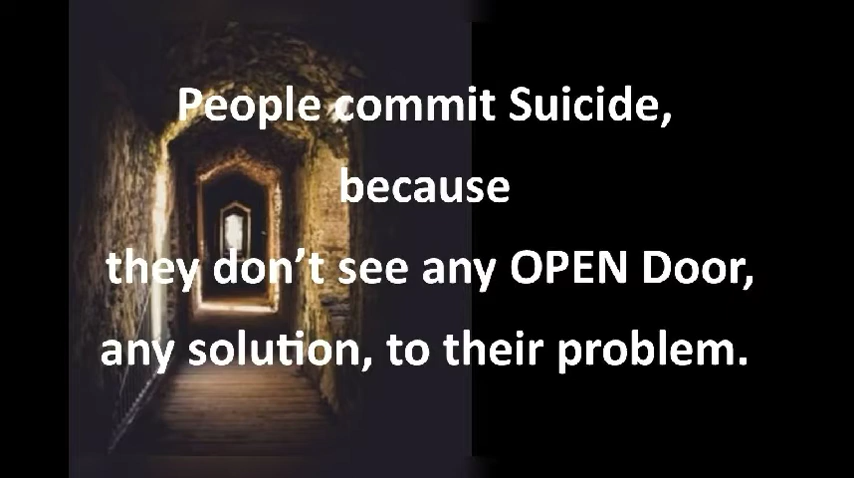 People commit Suicide,
because
they don't see any OPEN Door,
any solution, to their problem.